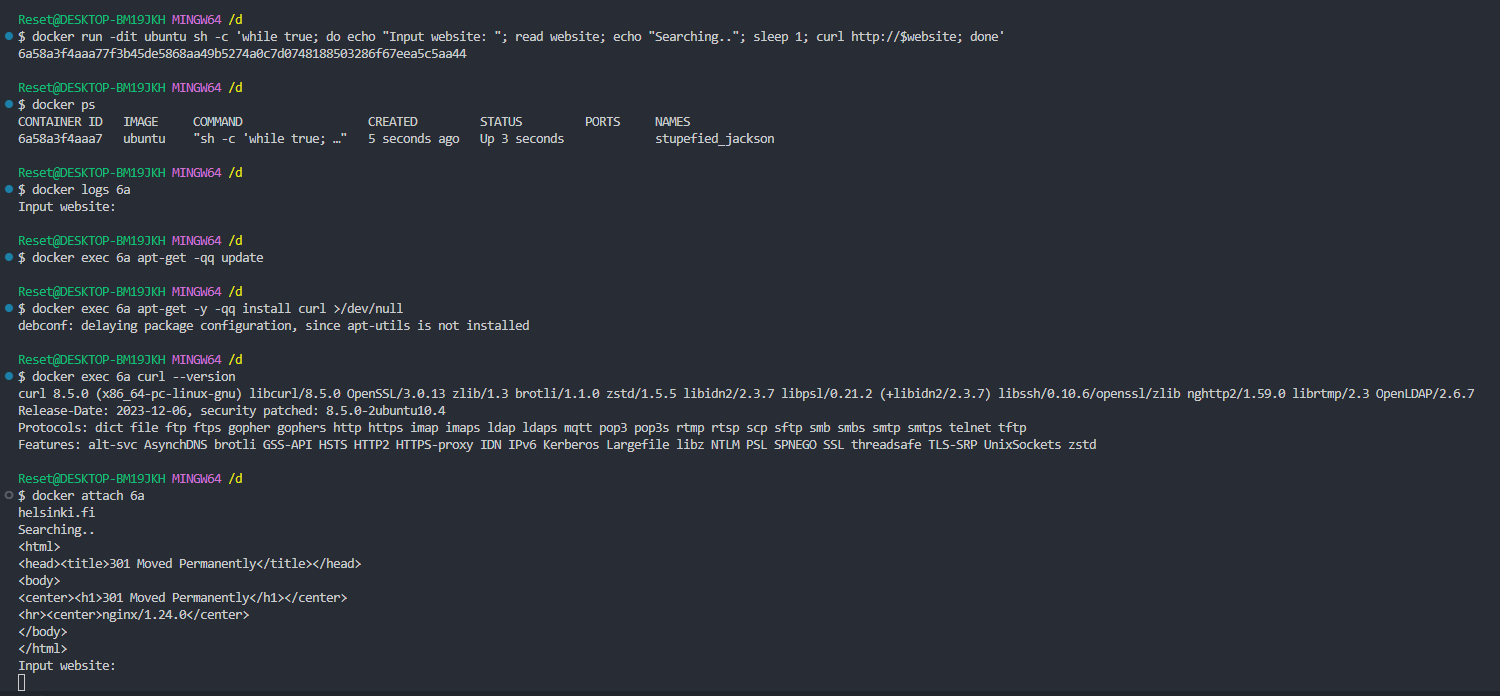 Reset@DESKTOP-BM19JKH MINGW64 /d
$ docker run -dit ubuntu sh -c 'while true; do echo "Input website: "; read website; echo "Searching.."; sleep 1; curl http://$website; done'
6a58a3f4aaa77f3b45de5868aa49b5274a0c7d0748188503286f67eea5c5aa44
Reset@DESKTOP-BM19JKH MINGW64 /d
$ docker ps
CONTAINER ID   IMAGE     COMMAND                  CREATED         STATUS         PORTS     NAMES
6a58a3f4aaa7   ubuntu    "sh -c 'while true; …"   5 seconds ago   Up 3 seconds             stupefied_jackson
Reset@DESKTOP-BM19JKH MINGW64 /d
$ docker logs 6a
Input website:
Reset@DESKTOP-BM19JKH MINGW64 /d
$ docker exec 6a apt-get -qq update
Reset@DESKTOP-BM19JKH MINGW64 /d
$ docker exec 6a apt-get -y -qq install curl >/dev/null
debconf: delaying package configuration, since apt-utils is not installed
Reset@DESKTOP-BM19JKH MINGW64 /d
$ docker exec 6a curl --version
curl 8.5.0 (x86_64-pc-linux-gnu) libcurl/8.5.0 OpenSSL/3.0.13 zlib/1.3 brotli/1.1.0 zstd/1.5.5 libidn2/2.3.7 libpsl/0.21.2 (+libidn2/2.3.7) libssh/0.10.6/openssl/zlib nghttp2/1.59.0 librtmp/2.3 OpenLDAP/2.6.7
Release-Date: 2023-12-06, security patched: 8.5.0-2ubuntu10.4
Protocols: dict file ftp ftps gopher gophers http https imap imaps ldap ldaps mqtt pop3 pop3s rtmp rtsp scp sftp smb smbs smtp smtps telnet tftp
Features: alt-svc AsynchDNS brotli GSS-API HSTS HTTP2 HTTPS-proxy IDN IPv6 Kerberos Largefile libz NTLM PSL SPNEGO SSL threadsafe TLS-SRP UnixSockets zstd
Reset@DESKTOP-BM19JKH MINGW64 /d
$ docker attach 6a
helsinki.fi
Searching..
<html>
<head><title>301 Moved Permanently</title></head>
<body>
<center><h1>301 Moved Permanently</h1></center>
<hr><center>nginx/1.24.0</center>
</body>
</html>
Input website: